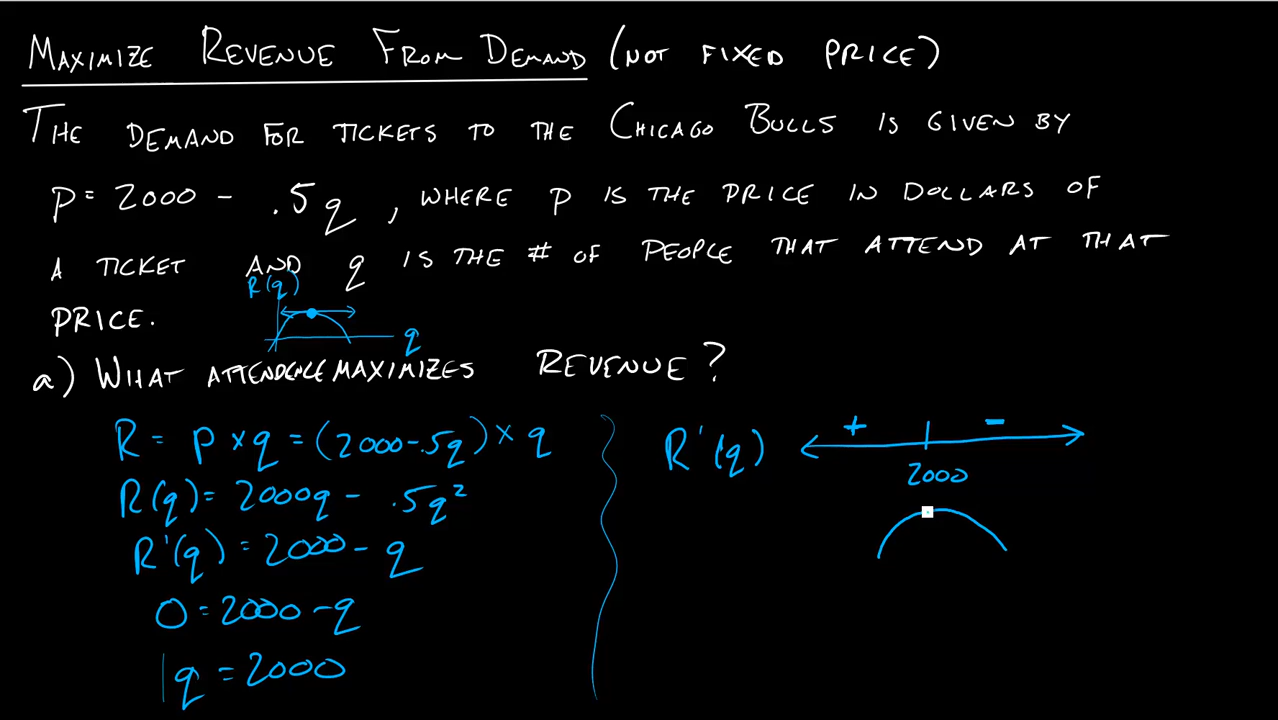 MAXIMIZE REVENUE FROM DEMAND (NOT FIXED PRICE)
THE DEMAND FOR TICKETS TO THE CHICAGO BULLS IS GIVEN BY
p = 2000 - .5q, WHERE p IS THE PRICE IN DOLLARS OF
A TICKET AND q IS THE # OF PEOPLE THAT ATTEND AT THAT
PRICE.
R(q)
q
a) WHAT ATTENDENCE MAXIMIZES REVENUE?
R = p × q = (2000 - .5q) × q
R(q) = 2000q - .5q²
R'(q) = 2000 - q
0 = 2000 - q
q = 2000
R'(q) + -
2000